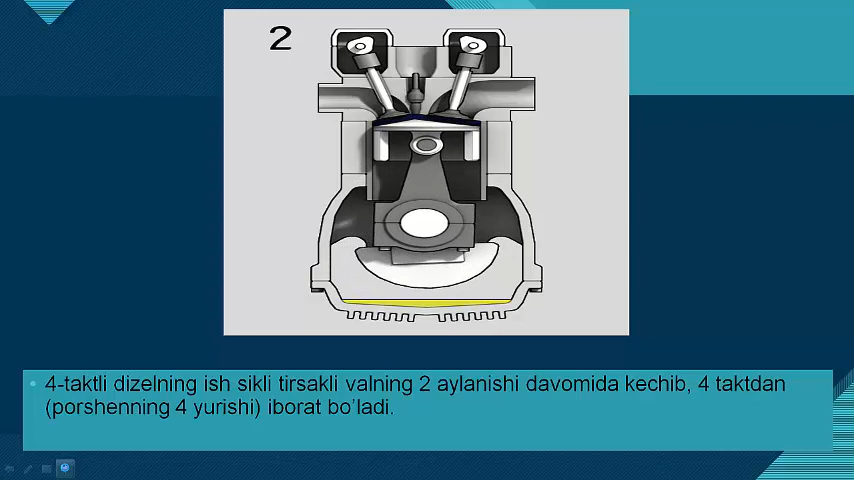 2
4-taktli dizelning ish sikli tirsakli valning 2 aylanishi davomida kechib, 4 taktdan
(porshenning 4 yurishi) iborat bo’ladi.